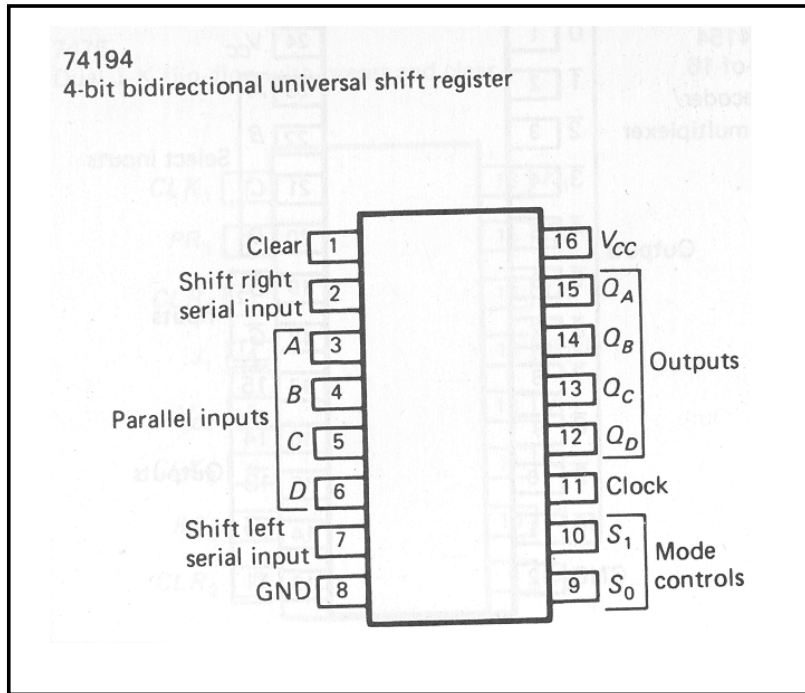 74194
4-bit bidirectional universal shift register
Clear 1
Shift right
serial input 2
A 3
B 4
Parallel inputs
C 5
D 6
Shift left
serial input 7
GND 8
16 VCC
15 QA
14 QB
Outputs
13 QC
12 QD
11 Clock
10 S1
Mode
controls
9 S0